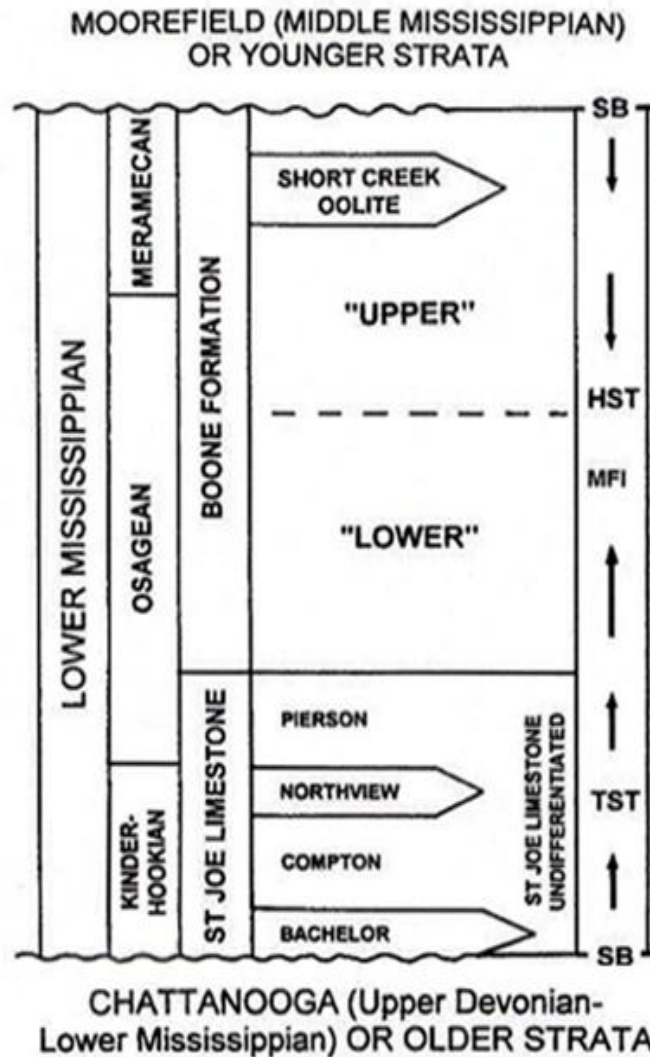 MOOREFIELD (MIDDLE MISSISSIPPIAN)
OR YOUNGER STRATA
LOWER MISSISSIPPIAN
MERAMECAN
OSAGEAN
KINDER-
HOOKIAN
BOONE FORMATION
ST JOE LIMESTONE
SHORT CREEK
OOLITE
"UPPER"
"LOWER"
PIERSON
NORTHVIEW
COMPTON
BACHELOR
ST JOE LIMESTONE
UNDIFFERENTIATED
SB
HST
MFI
TST
SB
CHATTANOOGA (Upper Devonian-
Lower Mississippian) OR OLDER STRATA